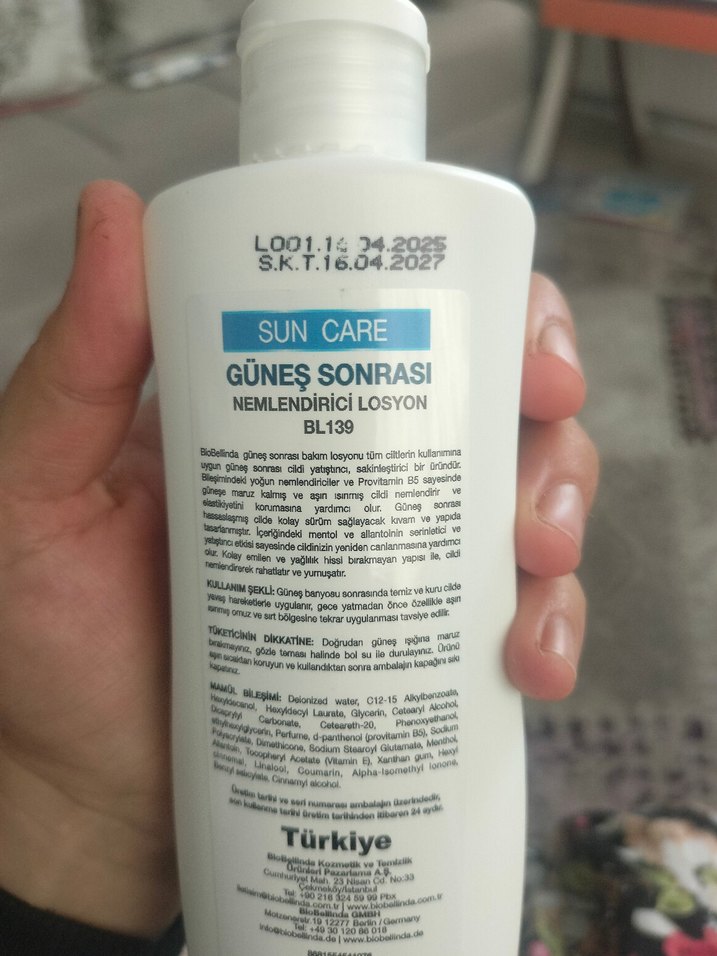 L001.16 04.2025
S.K.T.16.04.2027
SUN CARE
GÜNEŞ SONRASI
NEMLENDİRİCİ LOSYON
BL139
BioBellinda güneş sonrası bakım losyonu tüm ciltlerin kullanımına
uygun güneş sonrası cildi yatıştırıcı, sakinleştirici bir üründür.
Bileşimindeki yoğun nemlendiriciler ve Provitamin B5 sayesinde
güneşe maruz kalmış ve aşırı ısınmış cildi nemlendirir ve
elastikiyetini korumasına yardımcı olur. Güneş sonrası
hassaslaşmış cilde kolay sürüm sağlayacak kıvam ve yapıda
tasarlanmıştır. İçeriğindeki mentol ve allantoinin serinletici ve
yatıştırıcı etkisi sayesinde cildinizin yeniden canlanmasına yardımcı
olur. Kolay emilen ve yağlılık hissi bırakmayan yapısı ile, cildi
nemlendirerek rahatlatır ve yumuşatır.
KULLANIM ŞEKLİ: Güneş banyosu sonrasında temiz ve kuru cilde
yavaş hareketlerle uygulanır, gece yatmadan önce özellikle aşırı
ısınmış omuz ve sırt bölgesine tekrar uygulanması tavsiye edilir.
TÜKETİCİNİN DİKKATİNE: Doğrudan güneş ışığına maruz
bırakmayınız, gözle teması halinde bol su ile durulayınız. Ürünü
aşırı sıcaktan koruyun ve kullandıktan sonra ambalajın kapağını sıkı
kapatınız.
MAMÜL BİLEŞİMİ: Deionized water, C12-15 Alkylbenzoate,
Hexyldecanol, Hexyldecyl Laurate, Glycerin, Cetearyl Alcohol,
Dicaprylyl Carbonate, Ceteareth-20, Phenoxyethanol,
ethylhexylglycerin, Perfume, d-panthenol (provitamin B5), Sodium
Polyacrylate, Dimethicone, Sodium Stearoyl Glutamate, Menthol,
Allantoin, Tocopheryl Acetate (Vitamin E), Xanthan gum, Hexyl
cinnamal, Linalool, Coumarin, Alpha-Isomethyl Ionone,
Benzyl salicylate, Cinnamyl alcohol.
Üretim tarihi ve seri numarası ambalajın üzerindedir,
son kullanma tarihi üretim tarihinden itibaren 24 aydır.
Türkiye
BioBellinda Kozmetik ve Temizlik
Ürünleri Pazarlama A.Ş.
Cumhuriyet Mah. 23 Nisan Cd. No:33
Çekmeköy/İstanbul
Tel: +90 216 324 59 99 Pbx
iletisim@biobellinda.com.tr | www.biobellinda.com.tr
BioBellinda GMBH
Motzenerstr.19 12277 Berlin / Germany
Tel: +49 30 120 86 016
info@biobellinda.de | www.biobellinda.de